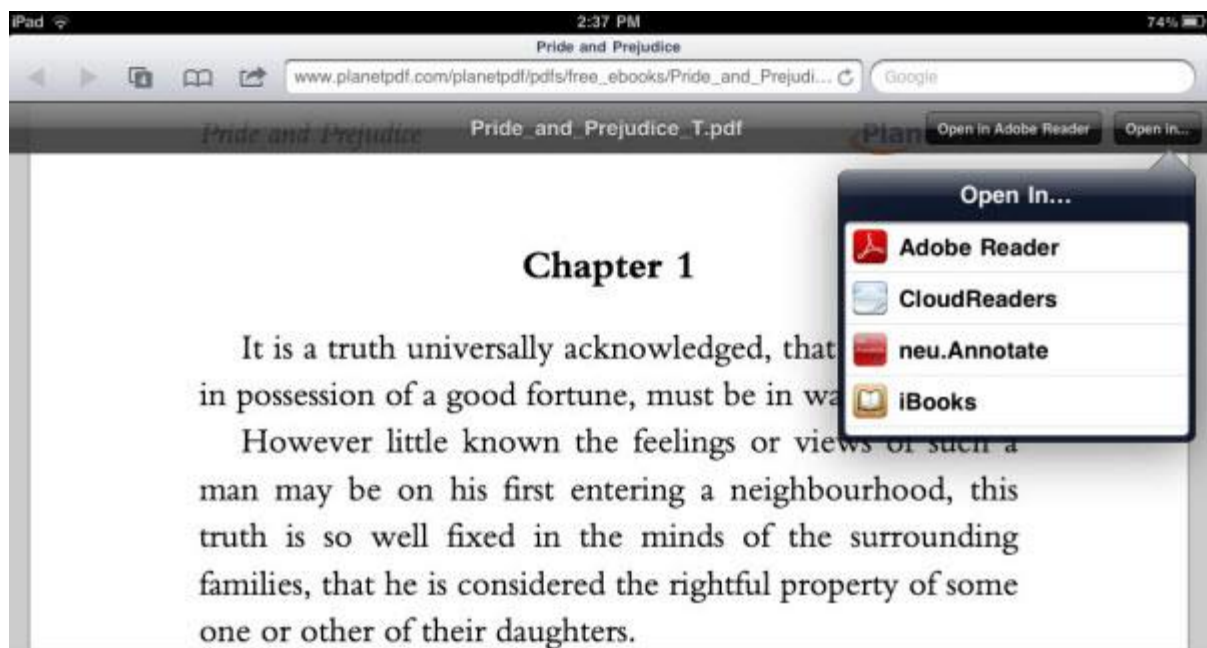 iPad 2:37 PM 74%
Pride and Prejudice
www.planetpdf.com/planetpdf/pdfs/free_ebooks/Pride_and_Prejudi... Google
Pride and Prejudice Pride_and_Prejudice_T.pdf Plan Open in Adobe Reader Open in...
Open In...
Adobe Reader
CloudReaders
neu.Annotate
iBooks
Chapter 1
It is a truth universally acknowledged, that
in possession of a good fortune, must be in wa
However little known the feelings or views of such a
man may be on his first entering a neighbourhood, this
truth is so well fixed in the minds of the surrounding
families, that he is considered the rightful property of some
one or other of their daughters.